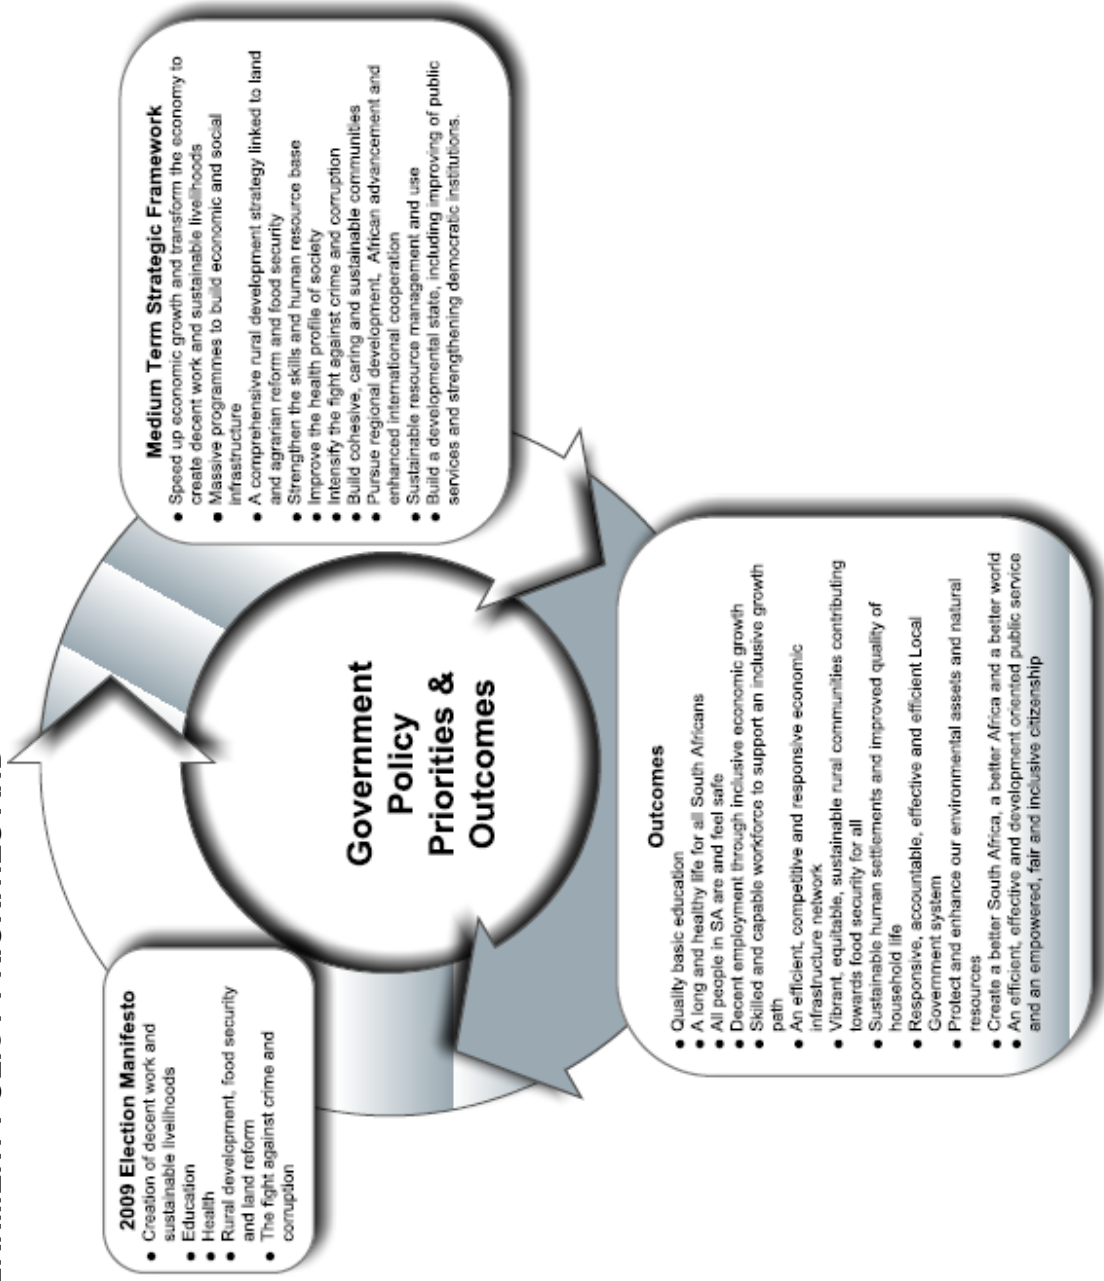 2009 Election Manifesto
● Creation of decent work and
sustainable livelihoods
● Education
● Health
● Rural development, food security
and land reform
● The fight against crime and
corruption
Government
Policy
Priorities &
Outcomes
Medium Term Strategic Framework
● Speed up economic growth and transform the economy to
create decent work and sustainable livelihoods
● Massive programmes to build economic and social
infrastructure
● A comprehensive rural development strategy linked to land
and agrarian reform and food security
● Strengthen the skills and human resource base
● Improve the health profile of society
● Intensify the fight against crime and corruption
● Build cohesive, caring and sustainable communities
● Pursue regional development, African advancement and
enhanced international cooperation
● Sustainable resource management and use
● Build a developmental state, including improving of public
services and strengthening democratic institutions.
Outcomes
● Quality basic education
● A long and healthy life for all South Africans
● All people in SA are and feel safe
● Decent employment through inclusive economic growth
● Skilled and capable workforce to support an inclusive growth
path
● An efficient, competitive and responsive economic
infrastructure network
● Vibrant, equitable, sustainable rural communities contributing
towards food security for all
● Sustainable human settlements and improved quality of
household life
● Responsive, accountable, effective and efficient Local
Government system
● Protect and enhance our environmental assets and natural
resources
● Create a better South Africa, a better Africa and a better world
● An efficient, effective and development oriented public service
and an empowered, fair and inclusive citizenship